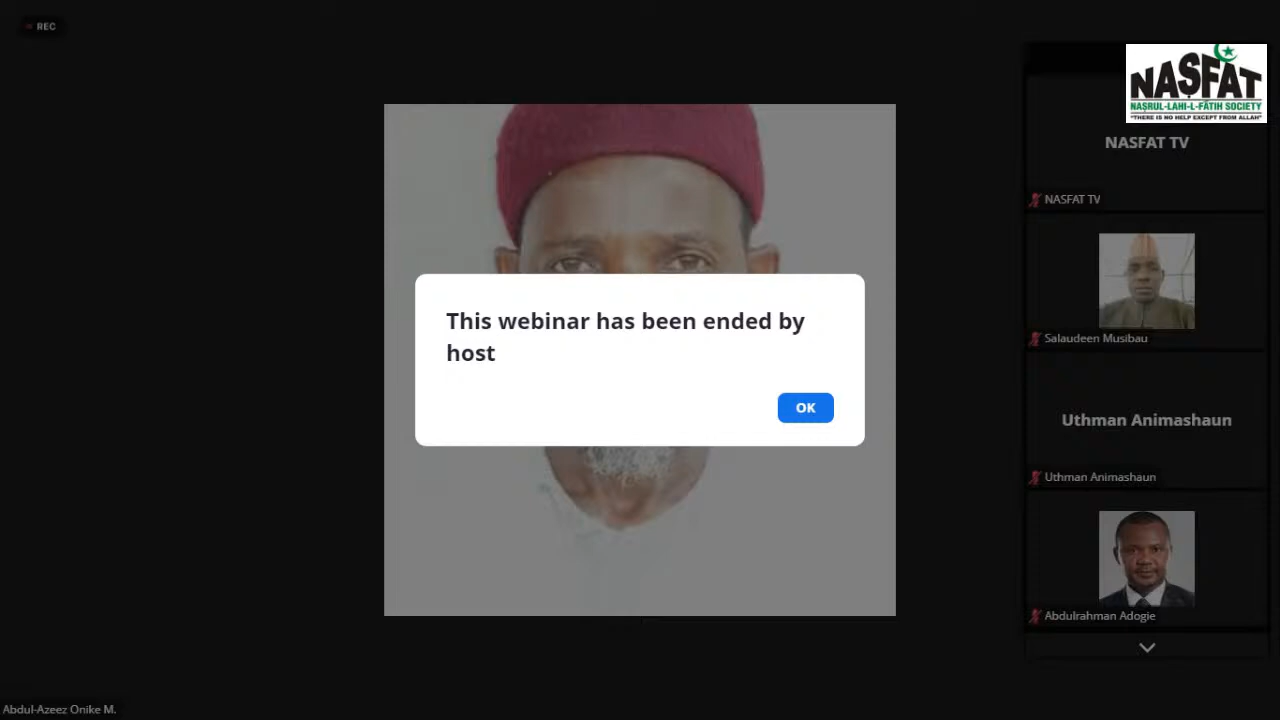 REC
NASFAT
NAṢRUL-LAHI-L-FĀTIH SOCIETY
"THERE IS NO HELP EXCEPT FROM ALLAH"
NASFAT TV
NASFAT TV
Salaudeen Musibau
This webinar has been ended by
host
OK
Uthman Animashaun
Uthman Animashaun
Abdulrahman Adogie
Abdul-Azeez Onike M.